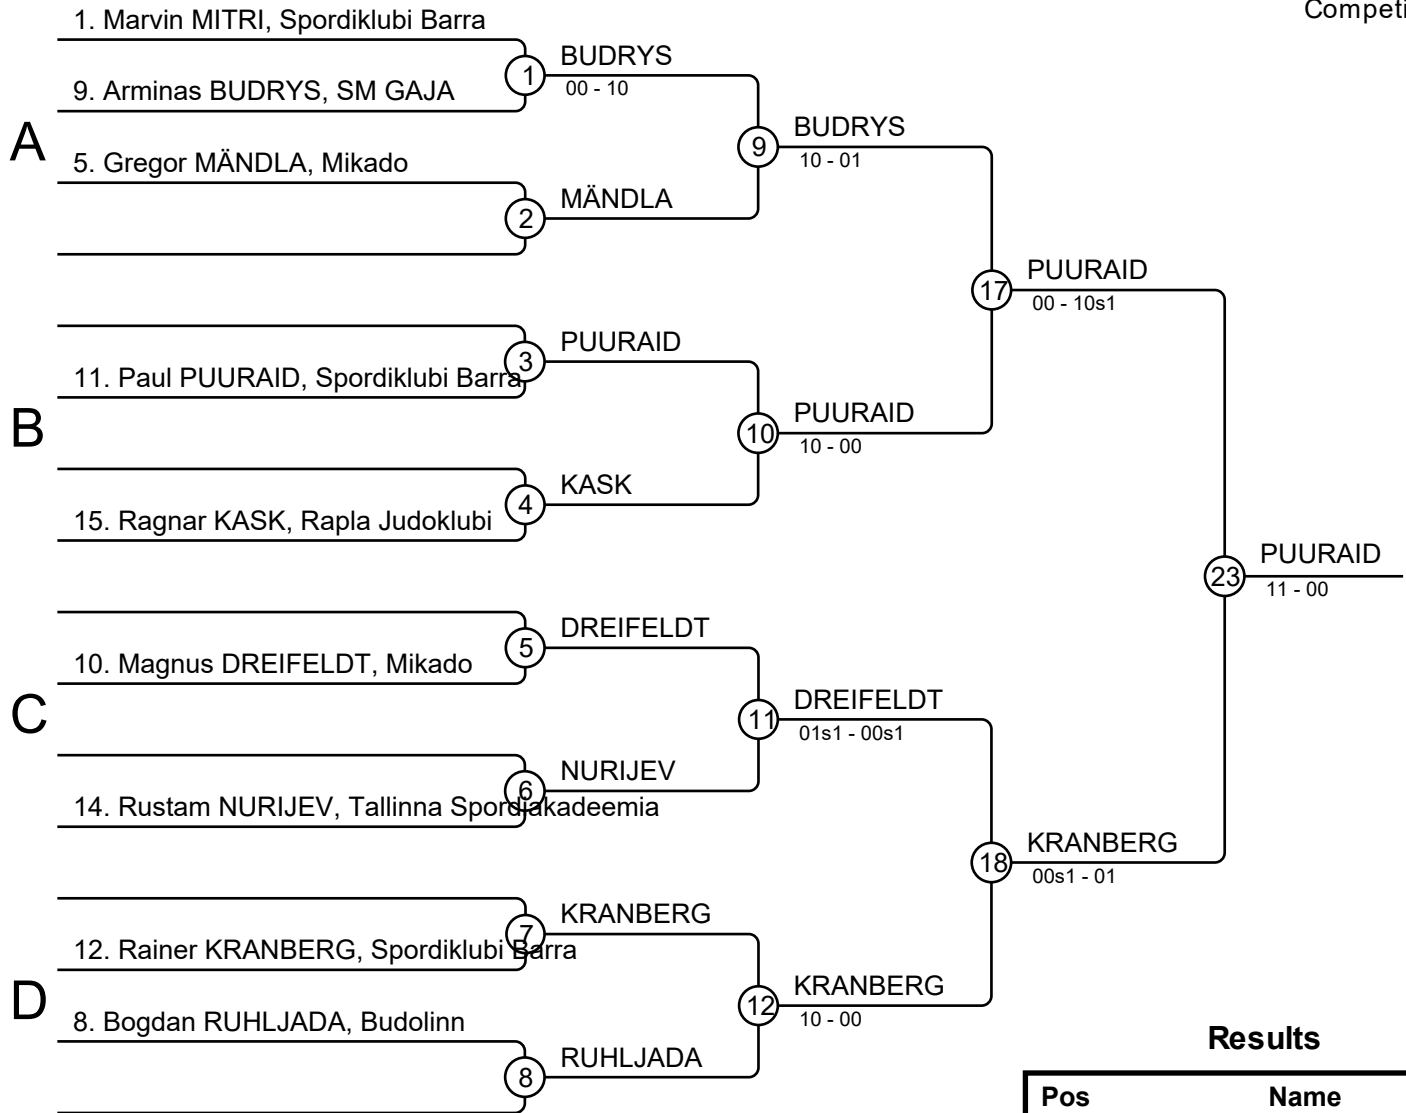 Competi
1. Marvin MITRI, Spordiklubi Barra
1
BUDRYS
00 - 10
9. Arminas BUDRYS, SM GAJA
A
9
BUDRYS
10 - 01
5. Gregor MÄNDLA, Mikado
2
MÄNDLA
17
PUURAID
00 - 10s1
3
PUURAID
11. Paul PUURAID, Spordiklubi Barra
B
10
PUURAID
10 - 00
4
KASK
15. Ragnar KASK, Rapla Judoklubi
23
PUURAID
11 - 00
5
DREIFELDT
10. Magnus DREIFELDT, Mikado
C
11
DREIFELDT
01s1 - 00s1
6
NURIJEV
14. Rustam NURIJEV, Tallinna Spordiakadeemia
18
KRANBERG
00s1 - 01
7
KRANBERG
12. Rainer KRANBERG, Spordiklubi Barra
D
12
KRANBERG
10 - 00
8. Bogdan RUHLJADA, Budolinn
8
RUHLJADA
Results
Pos Name